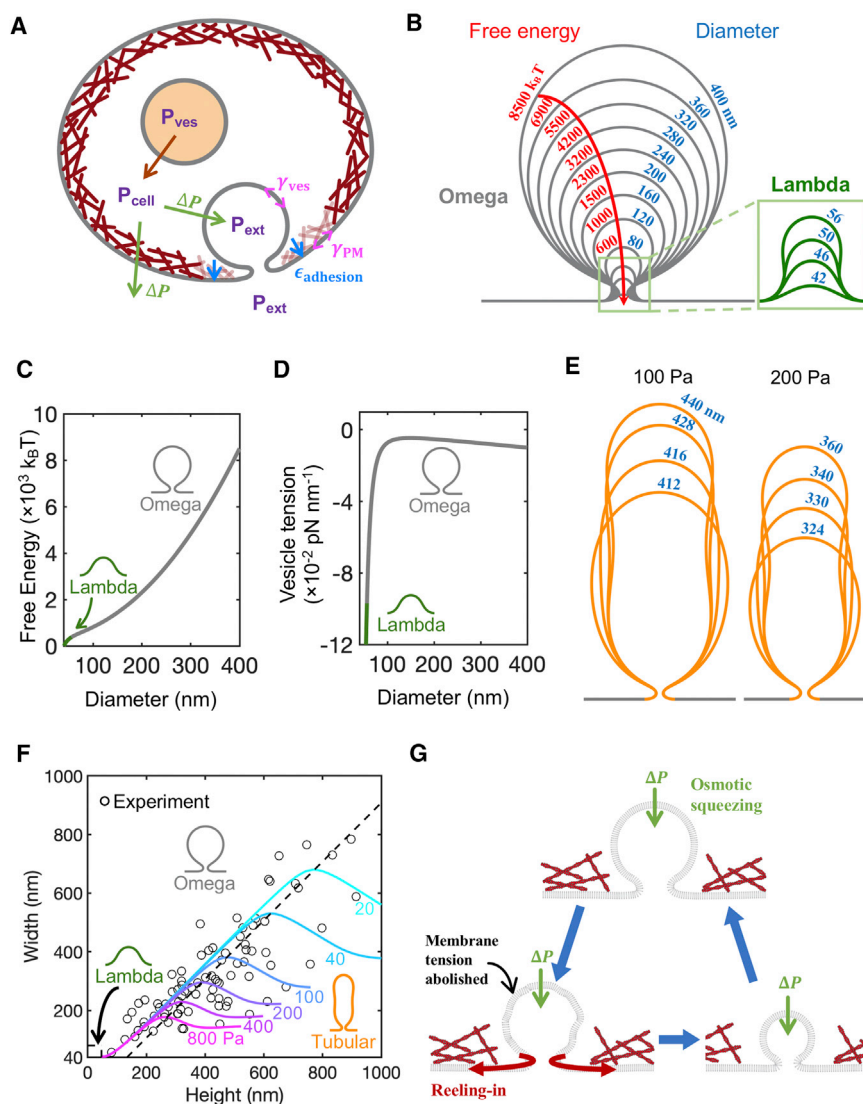 A
P_ves
P_cell
ΔP
P_ext
γ_ves
γ_PM
ϵ_adhesion
ΔP
P_ext
B
Free energy
Diameter
8500 k_BT
6900
5500
4200
3200
2300
1500
1000
600
400 nm
360
320
280
240
200
160
120
80
Omega
Lambda
56
50
46
42
C
Free Energy (×10³ k_BT)
10
8
6
4
2
0
Omega
Lambda
100 200 300 400
Diameter (nm)
D
Vesicle tension
(×10⁻² pN nm⁻¹)
0
-4
-8
-12
Omega
Lambda
100 200 300 400
Diameter (nm)
E
100 Pa
200 Pa
440 nm
428
416
412
360
340
330
324
F
Width (nm)
1000
800
600
400
200
40
Experiment
Omega
Lambda
20
40
100
200
400
800 Pa
Tubular
0 200 400 600 800 1000
Height (nm)
G
ΔP
Osmotic
squeezing
Membrane
tension
abolished
ΔP
ΔP
Reeling-in